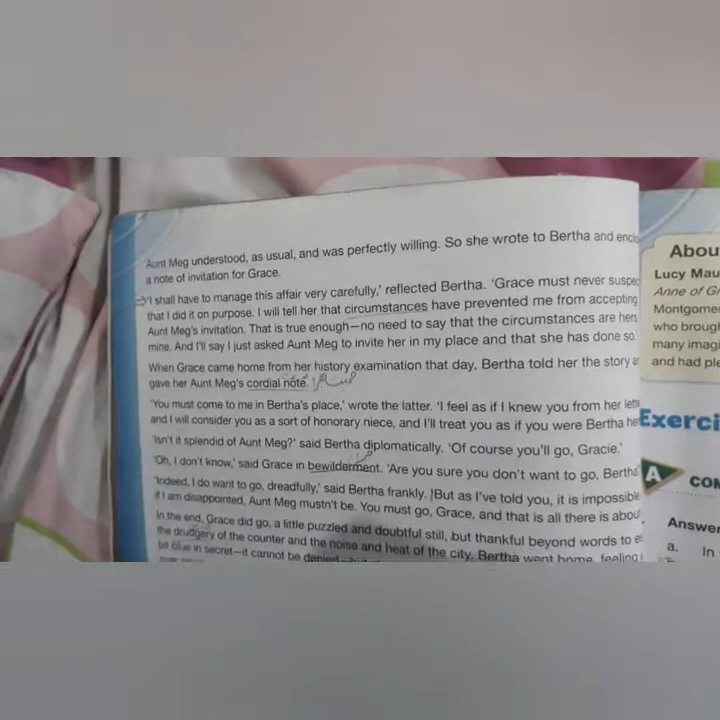 Aunt Meg understood, as usual, and was perfectly willing. So she wrote to Bertha and
a note of invitation for Grace.
'I shall have to manage this affair very carefully,' reflected Bertha. 'Grace must never
that I did it on purpose. I will tell her that circumstances have prevented me from accepting
Aunt Meg's invitation. That is true enough—no need to say that the circumstances are hers
mine. And I'll say I just asked Aunt Meg to invite her in my place and that she has done so.'
When Grace came home from her history examination that day, Bertha told her the story
gave her Aunt Meg's cordial note.
'You must come to me in Bertha's place,' wrote the latter. 'I feel as if I knew you from her
and I will consider you as a sort of honorary niece, and I'll treat you as if you were Bertha
'Isn't it splendid of Aunt Meg?' said Bertha diplomatically. 'Of course you'll go, Gracie.'
'Oh, I don't know,' said Grace in bewilderment. 'Are you sure you don't want to go, Bertha
'Indeed, I do want to go, dreadfully,' said Bertha frankly. 'But as I've told you, it is impossible
if I am disappointed, Aunt Meg mustn't be. You must go, Grace, and that is all there is
In the end, Grace did go, a little puzzled and doubtful still, but thankful beyond words to
the drudgery of the counter and the noise and heat of the city. Bertha went home, feeling
bit blue in secret—it cannot be denied
Lucy
Anne of
who
many
and had
A
a. In